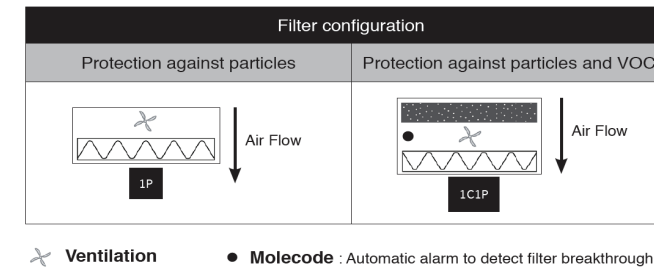 Filter configuration
Protection against particles
Protection against particles and VOC
Air Flow
1P
Air Flow
1C1P
Ventilation
Molecode : Automatic alarm to detect filter breakthrough